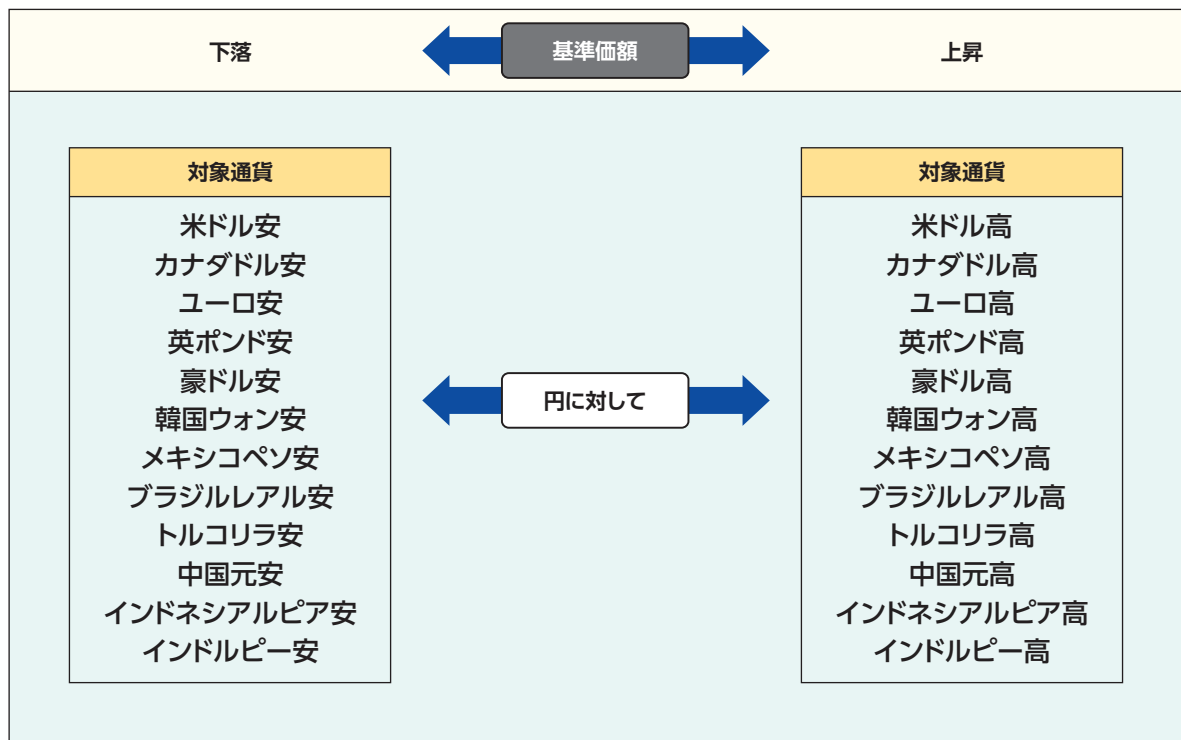 下落
基準価額
上昇
対象通貨
米ドル安
カナダドル安
ユーロ安
英ポンド安
豪ドル安
韓国ウォン安
メキシコペソ安
ブラジルレアル安
トルコリラ安
中国元安
インドネシアルピア安
インドルピー安
円に対して
対象通貨
米ドル高
カナダドル高
ユーロ高
英ポンド高
豪ドル高
韓国ウォン高
メキシコペソ高
ブラジルレアル高
トルコリラ高
中国元高
インドネシアルピア高
インドルピー高